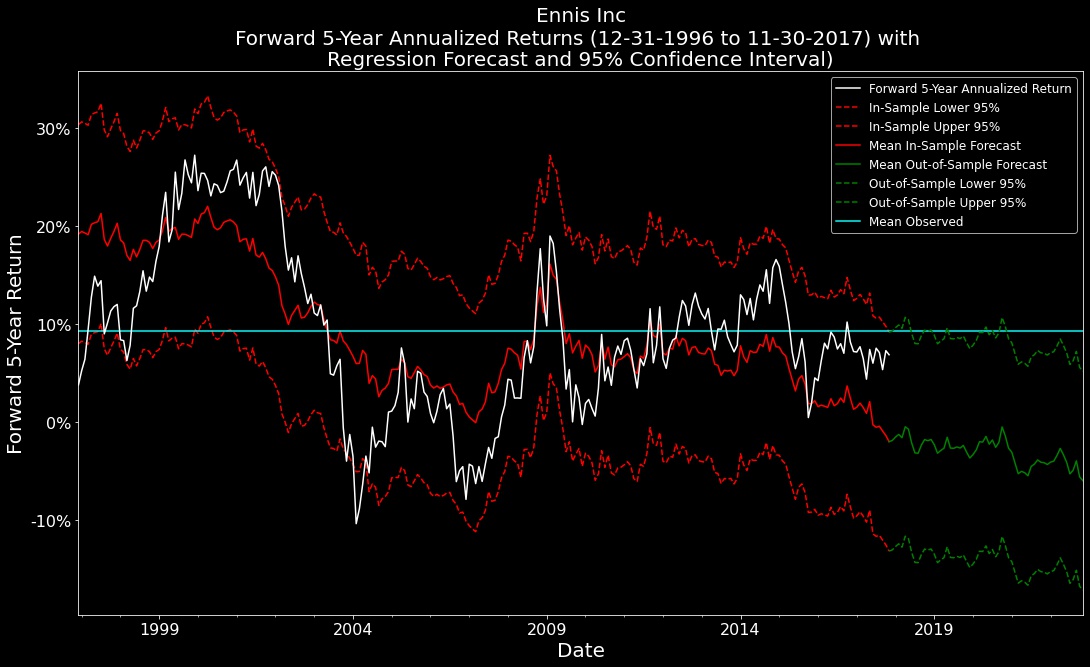 Ennis Inc
Forward 5-Year Annualized Returns (12-31-1996 to 11-30-2017) with
Regression Forecast and 95% Confidence Interval)
Forward 5-Year Annualized Return
In-Sample Lower 95%
In-Sample Upper 95%
Mean In-Sample Forecast
Mean Out-of-Sample Forecast
Out-of-Sample Lower 95%
Out-of-Sample Upper 95%
Mean Observed
Forward 5-Year Return
30%
20%
10%
0%
-10%
1999
2004
2009
2014
2019
Date